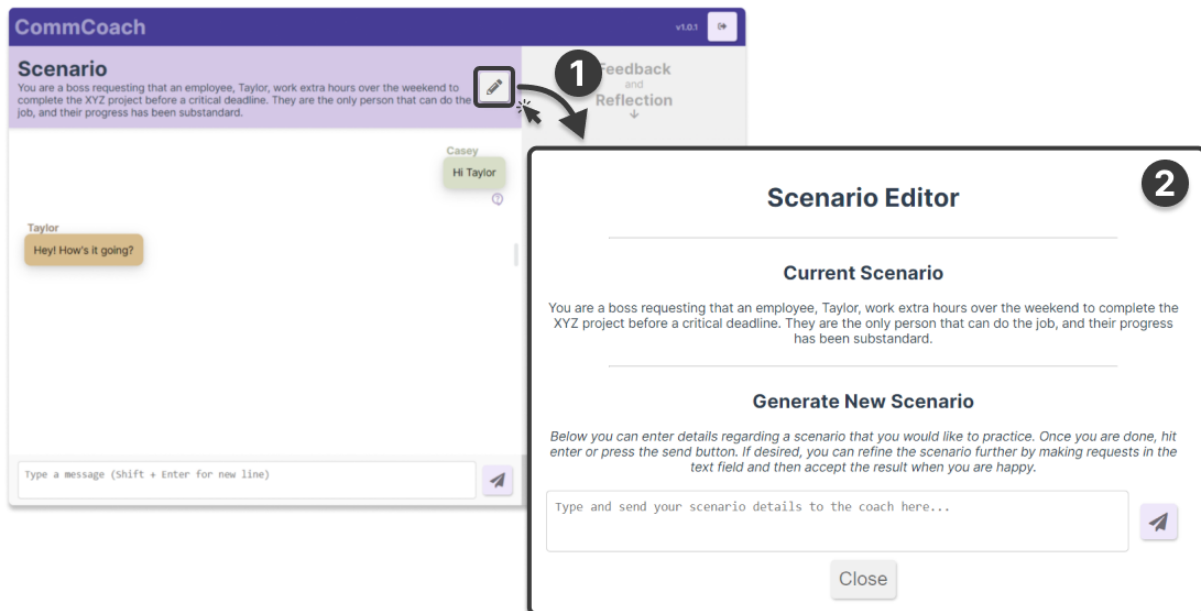 CommCoach
v1.0.1
Scenario
You are a boss requesting that an employee, Taylor, work extra hours over the weekend to
complete the XYZ project before a critical deadline. They are the only person that can do the
job, and their progress has been substandard.
1
Feedback
and
Reflection
Casey
Hi Taylor
Taylor
Hey! How's it going?
Type a message (Shift + Enter for new line)
2
Scenario Editor
Current Scenario
You are a boss requesting that an employee, Taylor, work extra hours over the weekend to complete the
XYZ project before a critical deadline. They are the only person that can do the job, and their progress
has been substandard.
Generate New Scenario
Below you can enter details regarding a scenario that you would like to practice. Once you are done, hit
enter or press the send button. If desired, you can refine the scenario further by making requests in the
text field and then accept the result when you are happy.
Type and send your scenario details to the coach here...
Close